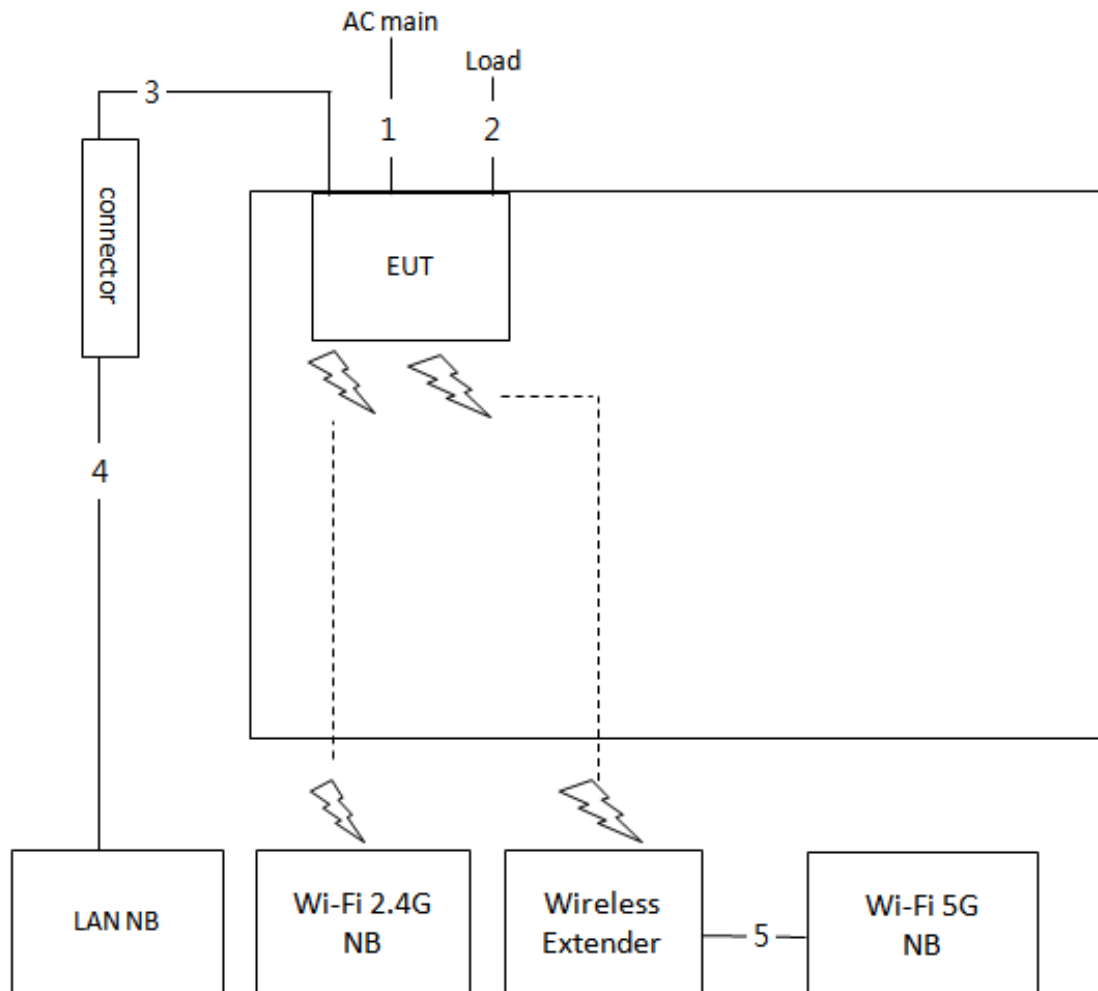 AC main
Load
3
1
2
connector
EUT
4
LAN NB
Wi-Fi 2.4G
NB
Wireless
Extender
5
Wi-Fi 5G
NB